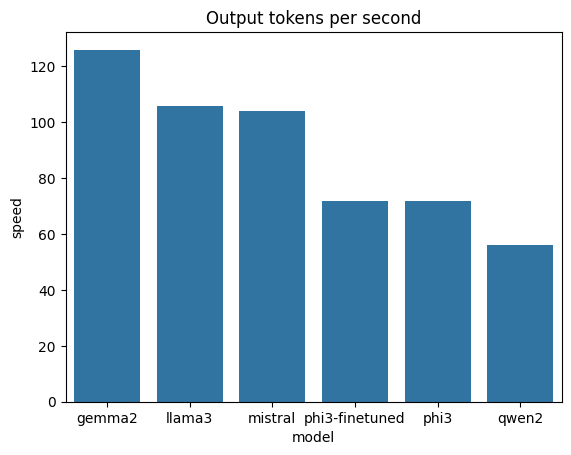 Output tokens per second
speed
120
100
80
60
40
20
0
gemma2 llama3 mistral phi3-finetuned phi3 qwen2
model